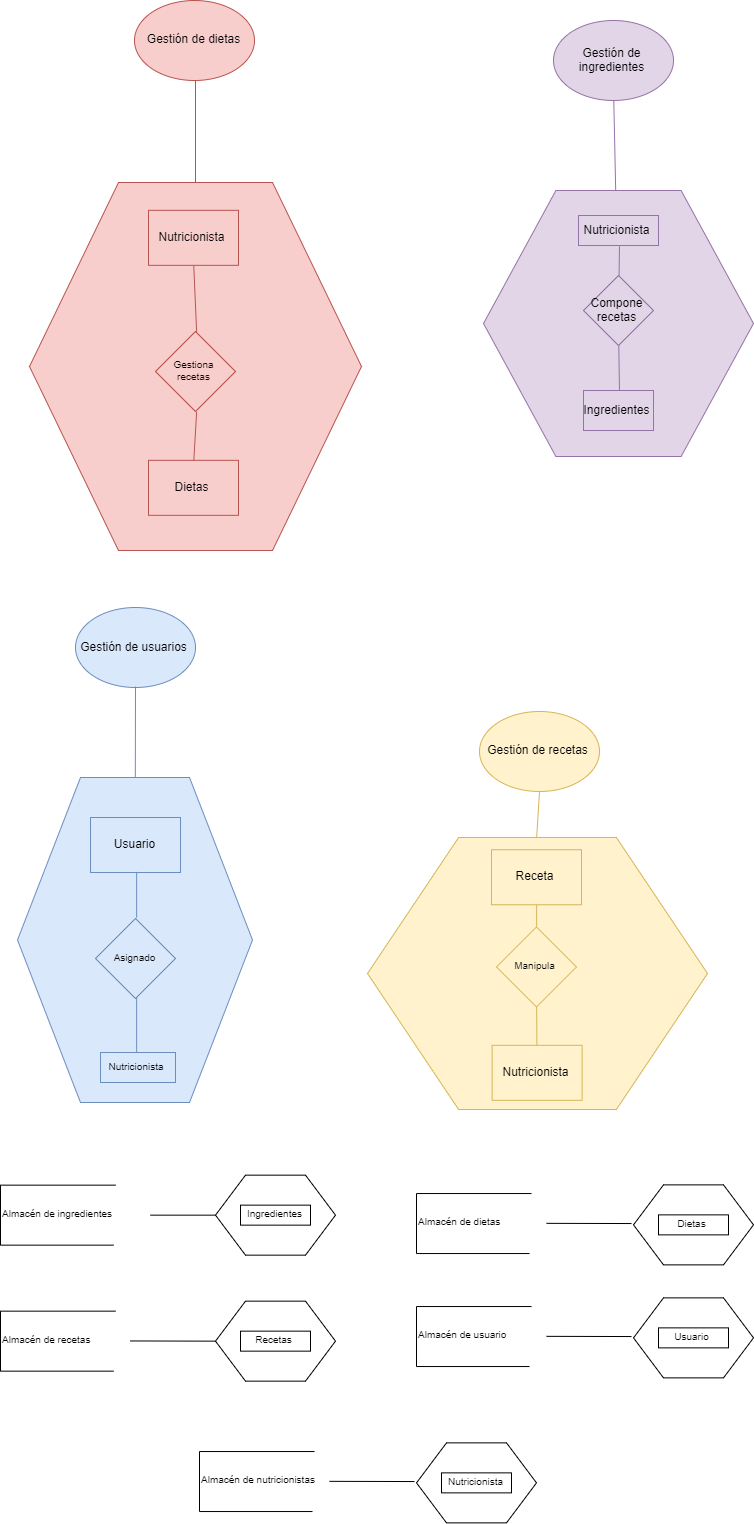 Gestión de dietas
Gestión de
ingredientes
Nutricionista
Gestiona
recetas
Dietas
Nutricionista
Compone
recetas
Ingredientes
Gestión de usuarios
Usuario
Asignado
Nutricionista
Gestión de recetas
Receta
Manipula
Nutricionista
Almacén de ingredientes
Ingredientes
Almacén de dietas
Dietas
Almacén de recetas
Recetas
Almacén de usuario
Usuario
Almacén de nutricionistas
Nutricionista